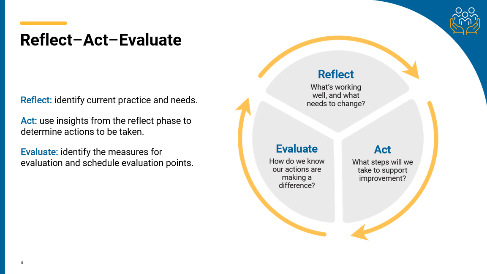 Reflect–Act–Evaluate
Reflect: identify current practice and needs.
Act: use insights from the reflect phase to
determine actions to be taken.
Evaluate: identify the measures for
evaluation and schedule evaluation points.
Reflect
What's working
well, and what
needs to change?
Evaluate
How do we know
our actions are
making a
difference?
Act
What steps will we
take to support
improvement?